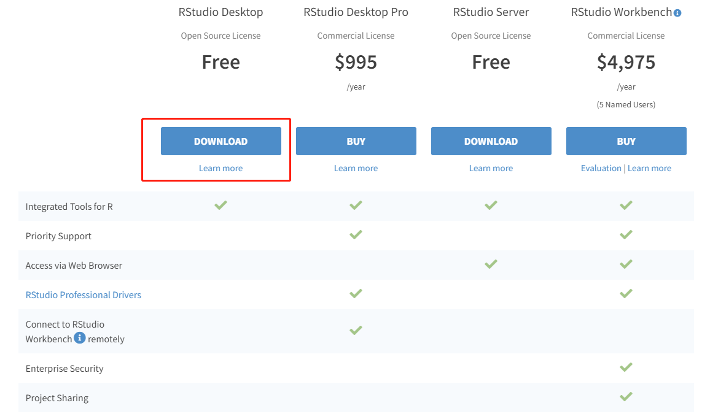 RStudio Desktop RStudio Desktop Pro RStudio Server RStudio Workbench
Open Source License Commercial License Open Source License Commercial License
Free $995 Free $4,975
/year /year
(5 Named Users)
DOWNLOAD BUY DOWNLOAD BUY
Learn more Learn more Learn more Evaluation | Learn more
Integrated Tools for R
Priority Support
Access via Web Browser
RStudio Professional Drivers
Connect to RStudio
Workbench remotely
Enterprise Security
Project Sharing